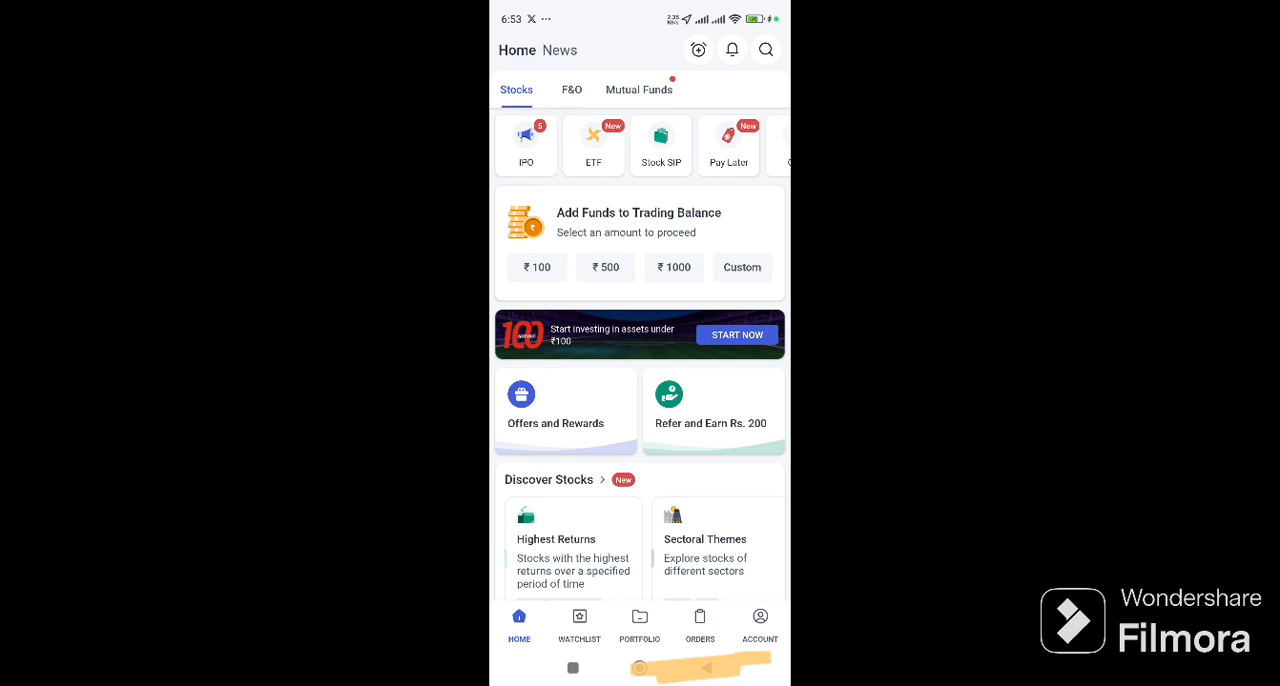 6:53
2.35
KB/s
Home News
Stocks F&O Mutual Funds
5 New New
IPO ETF Stock SIP Pay Later
Add Funds to Trading Balance
Select an amount to proceed
₹ 100 ₹ 500 ₹ 1000 Custom
100
Start investing in assets under
₹100
START NOW
Offers and Rewards Refer and Earn Rs. 200
Discover Stocks > New
Highest Returns
Stocks with the highest
returns over a specified
period of time
Sectoral Themes
Explore stocks of
different sectors
HOME WATCHLIST PORTFOLIO ORDERS ACCOUNT
Wondershare
Filmora